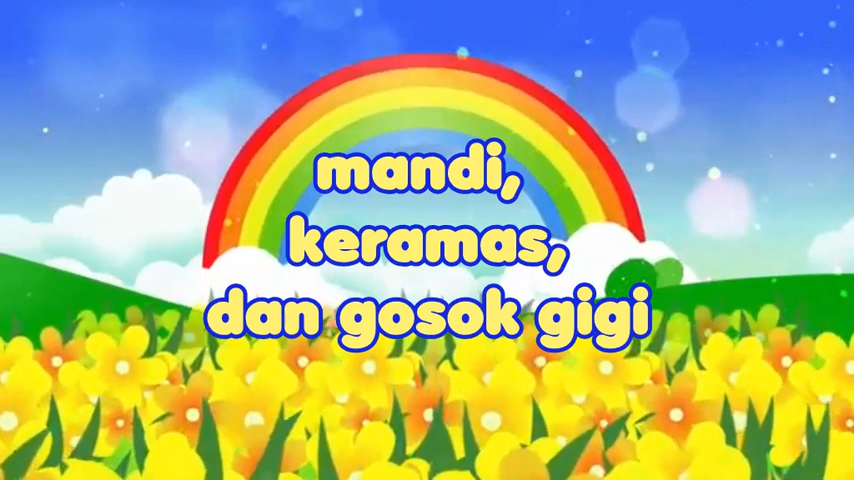 mandi,
keramas,
dan gosok gigi